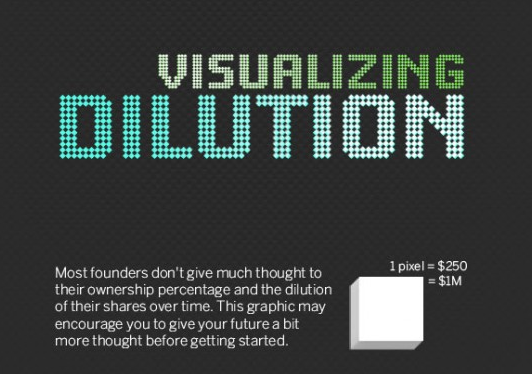 VISUALIZING
DILUTION
1 pixel = $250
= $1M
Most founders don't give much thought to
their ownership percentage and the dilution
of their shares over time. This graphic may
encourage you to give your future a bit
more thought before getting started.